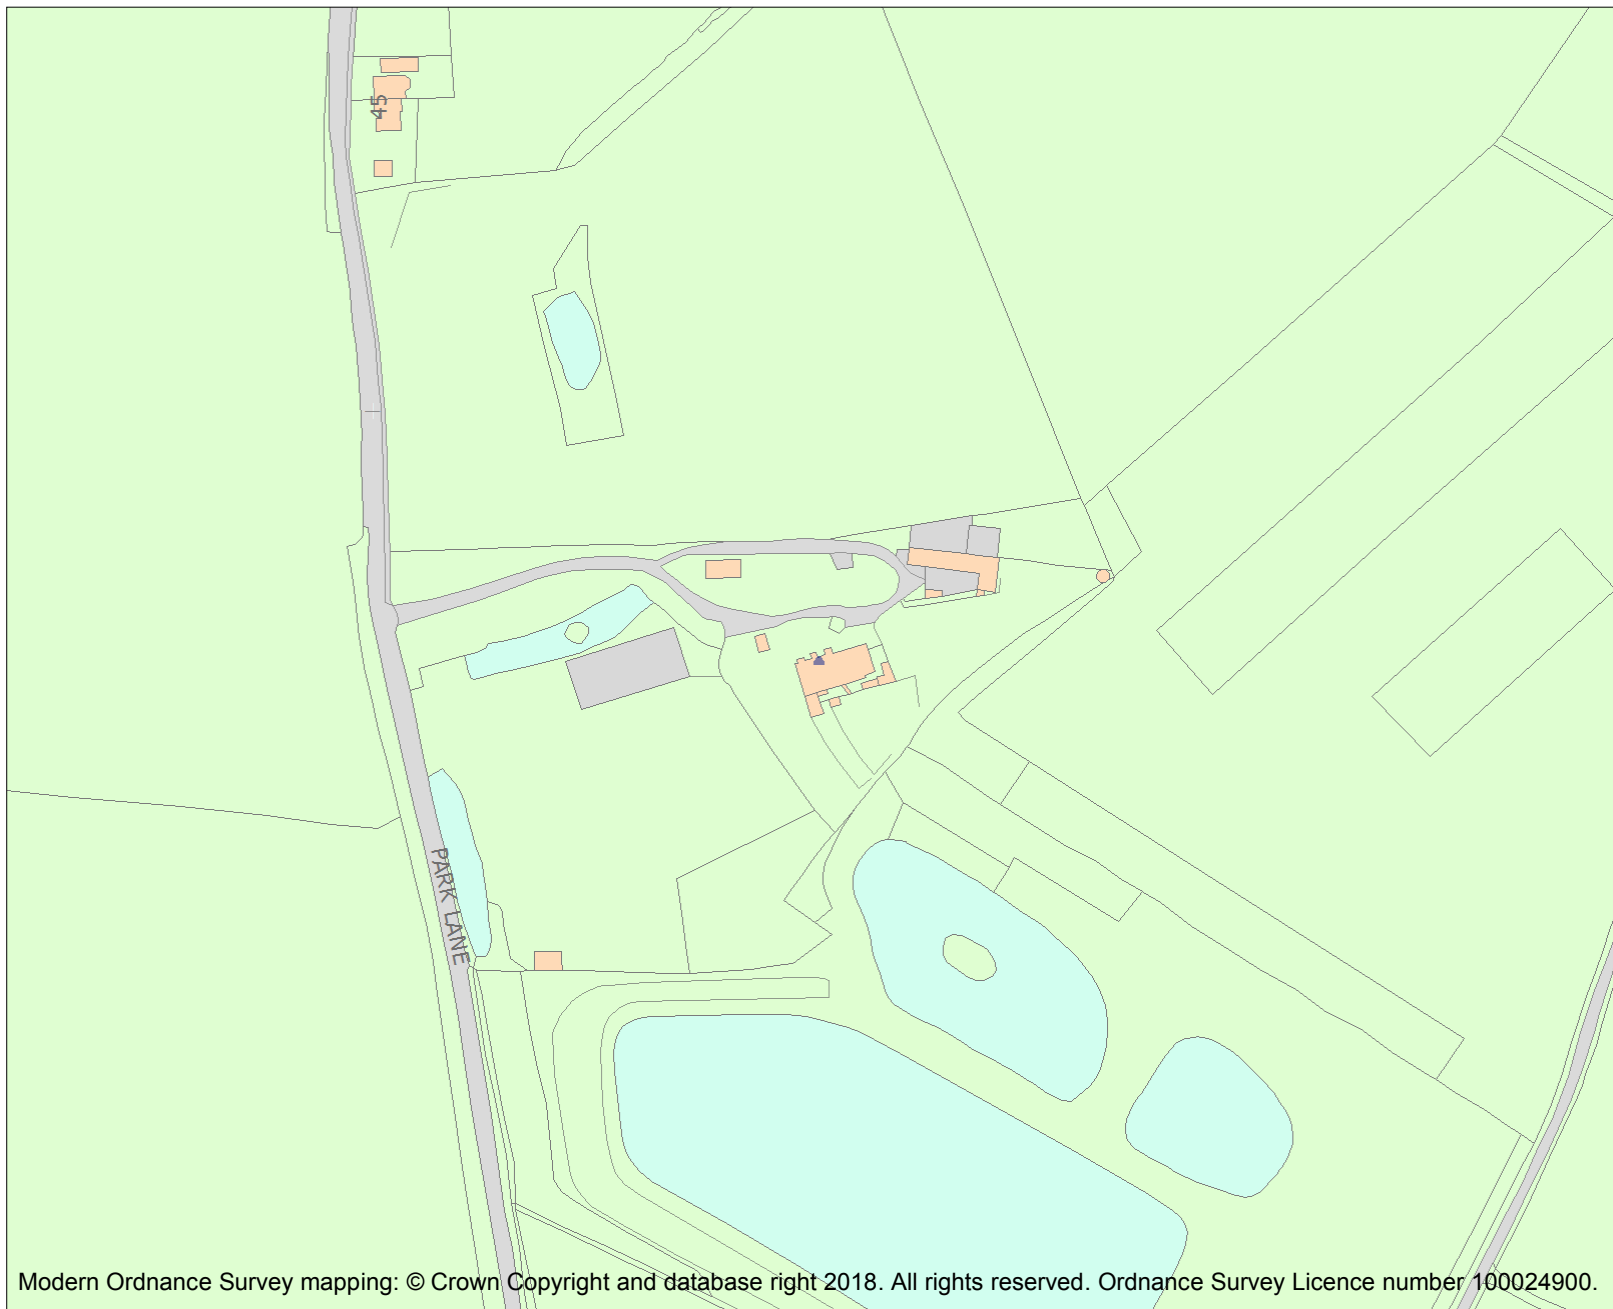 45
PARK LANE
Modern Ordnance Survey mapping: © Crown Copyright and database right 2018. All rights reserved. Ordnance Survey Licence number 100024900.